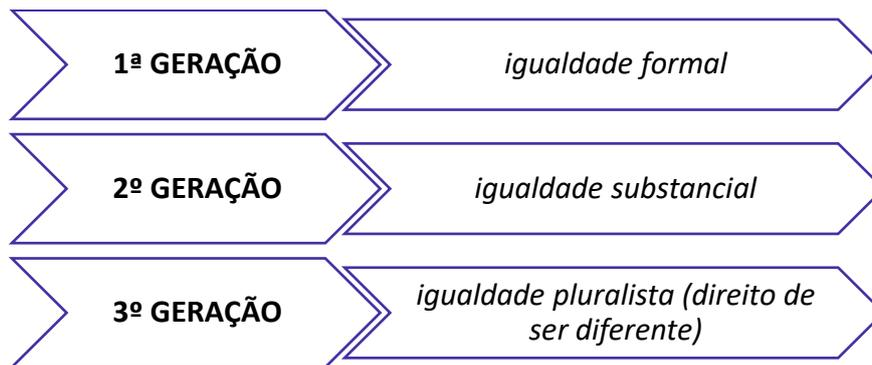 1ª GERAÇÃO
igualdade formal
2º GERAÇÃO
igualdade substancial
3º GERAÇÃO
igualdade pluralista (direito de
ser diferente)